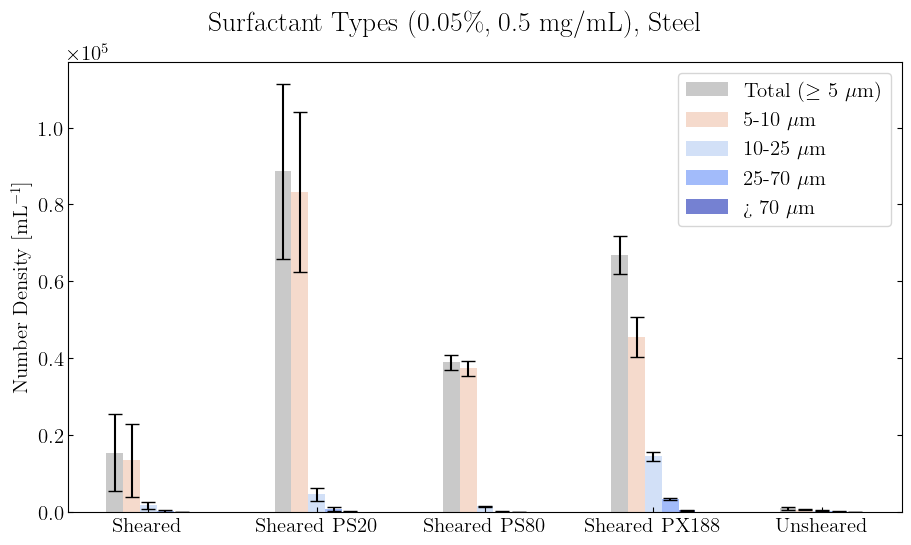 Surfactant Types (0.05%, 0.5 mg/mL), Steel
×10⁵
Number Density [mL⁻¹]
1.0
0.8
0.6
0.4
0.2
0.0
Total (≥ 5 μm)
5-10 μm
10-25 μm
25-70 μm
¿ 70 μm
Sheared
Sheared PS20
Sheared PS80
Sheared PX188
Unsheared